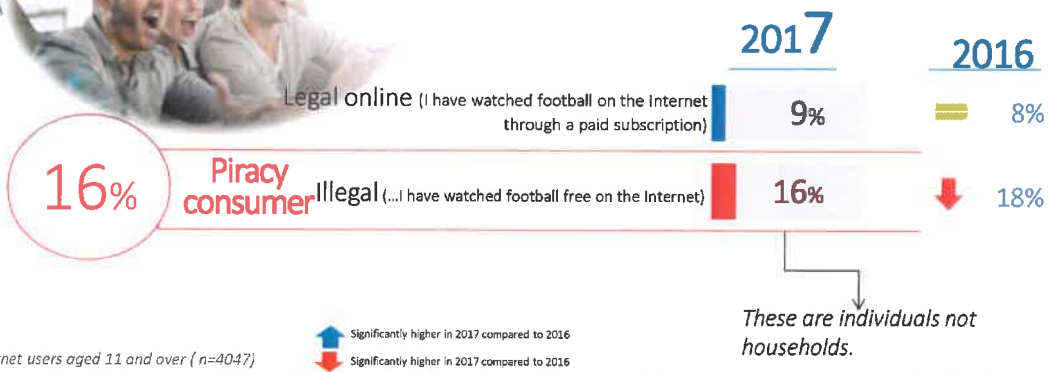 2017
2016
Legal online (I have watched football on the Internet
through a paid subscription)
9%
8%
16%
Piracy
consumer
Illegal (...I have watched football free on the Internet)
16%
18%
These are individuals not
households.
Significantly higher in 2017 compared to 2016
Significantly higher in 2017 compared to 2016
users aged 11 and over ( n=4047)